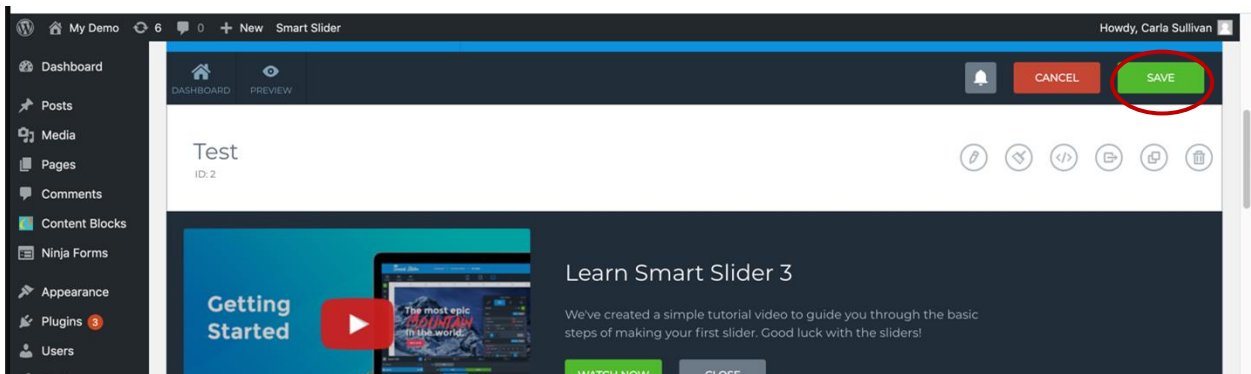 My Demo 6 0 + New Smart Slider Howdy, Carla Sullivan
Dashboard
Posts
Media
Pages
Comments
Content Blocks
Ninja Forms
Appearance
Plugins 3
Users
DASHBOARD PREVIEW CANCEL SAVE
Test
ID: 2
Getting
Started
The most epic
MOUNTAIN
in the world.
Learn Smart Slider 3
We've created a simple tutorial video to guide you through the basic
steps of making your first slider. Good luck with the sliders!
WATCH NOW CLOSE